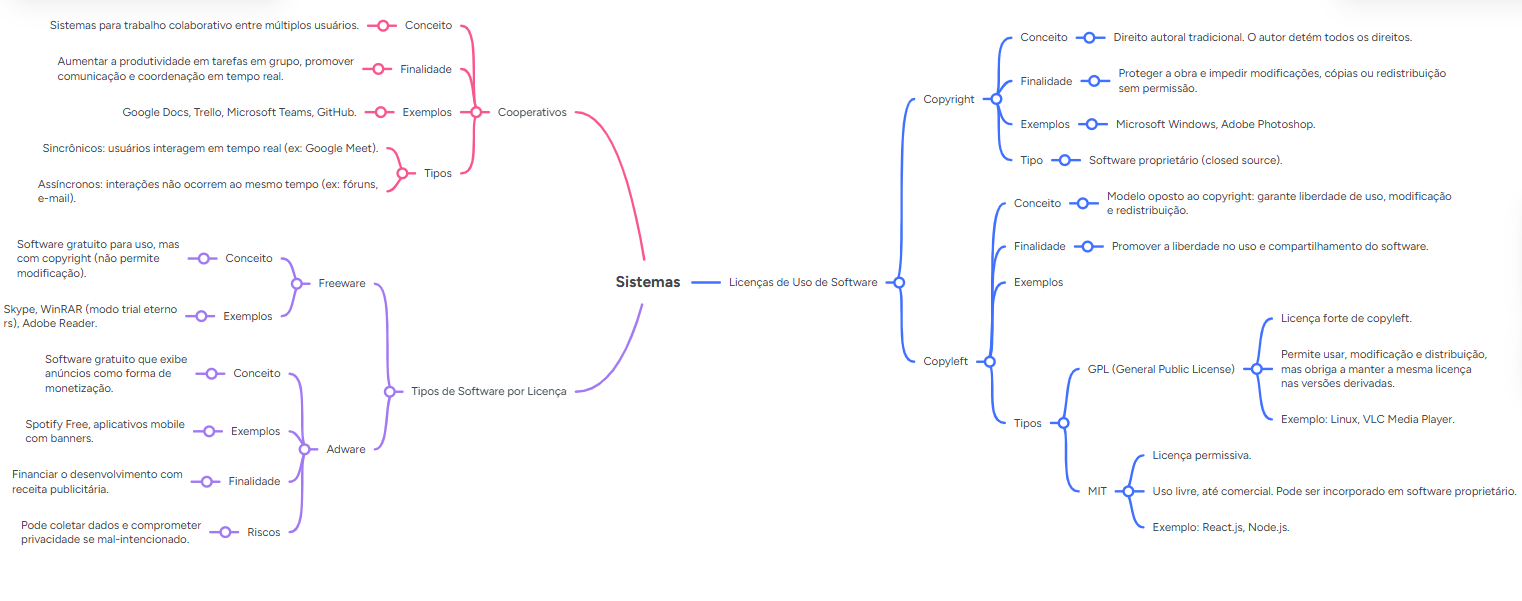 Sistemas
Cooperativos
Conceito
Sistemas para trabalho colaborativo entre múltiplos usuários.
Finalidade
Aumentar a produtividade em tarefas em grupo, promover
comunicação e coordenação em tempo real.
Exemplos
Google Docs, Trello, Microsoft Teams, GitHub.
Tipos
Sincrônicos: usuários interagem em tempo real (ex: Google Meet).
Assíncronos: interações não ocorrem ao mesmo tempo (ex: fóruns,
e-mail).
Tipos de Software por Licença
Freeware
Conceito
Software gratuito para uso, mas
com copyright (não permite
modificação).
Exemplos
Skype, WinRAR (modo trial eterno
rs), Adobe Reader.
Adware
Conceito
Software gratuito que exibe
anúncios como forma de
monetização.
Exemplos
Spotify Free, aplicativos mobile
com banners.
Finalidade
Financiar o desenvolvimento com
receita publicitária.
Riscos
Pode coletar dados e comprometer
privacidade se mal-intencionado.
Licenças de Uso de Software
Copyright
Conceito
Direito autoral tradicional. O autor detém todos os direitos.
Finalidade
Proteger a obra e impedir modificações, cópias ou redistribuição
sem permissão.
Exemplos
Microsoft Windows, Adobe Photoshop.
Tipo
Software proprietário (closed source).
Copyleft
Conceito
Modelo oposto ao copyright: garante liberdade de uso, modificação
e redistribuição.
Finalidade
Promover a liberdade no uso e compartilhamento do software.
Exemplos
Tipos
GPL (General Public License)
Licença forte de copyleft.
Permite usar, modificação e distribuição,
mas obriga a manter a mesma licença
nas versões derivadas.
Exemplo: Linux, VLC Media Player.
MIT
Licença permissiva.
Uso livre, até comercial. Pode ser incorporado em software proprietário.
Exemplo: React.js, Node.js.